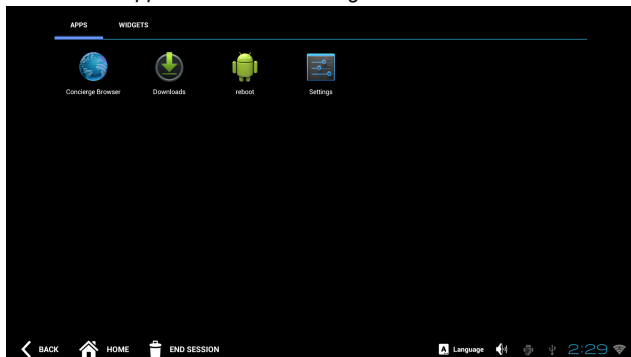 APPS WIDGETS
Concierge Browser Downloads reboot Settings
BACK HOME END SESSION A Language 2:29